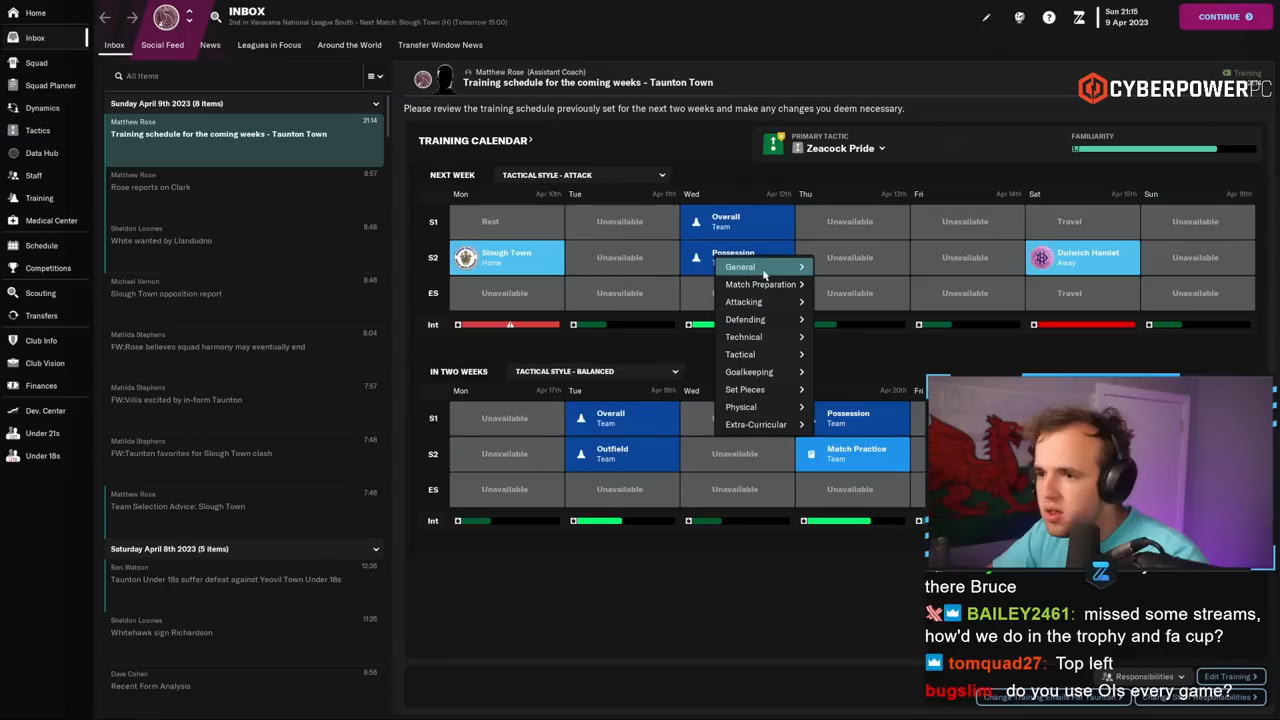 Home
Inbox
Squad
Squad Planner
Dynamics
Tactics
Data Hub
Staff
Training
Competitions
Medical Center
Schedule
Scouting
Transfers
Club Info
Club Vision
Finances
Dev. Center
Under 21s
Under 18s
INBOX
2nd in Vanarama National League South - Next Match: Slough Town (H) (Tomorrow 15:00)
Sun 21:15
9 Apr 2023
CONTINUE
Inbox
Social Feed
News
Leagues in Focus
Around the World
Transfer Window News
All Items
Sunday April 9th 2023 (8 items)
Matthew Rose 21:14
Training schedule for the coming weeks - Taunton Town
Matthew Rose 8:57
Rose reports on Clark
Sheldon Loomes 8:48
White wanted by Llandudno
Michael Vernon 8:48
Slough Town opposition report
Matilda Stephens 8:04
FW:Rose believes squad harmony may eventually end
Matilda Stephens 7:57
FW:Viliis excited by in-form Taunton
Matilda Stephens 7:48
FW:Taunton favorites for Slough Town clash
Matthew Rose 7:48
Team Selection Advice: Slough Town
Saturday April 8th 2023 (5 items)
Ben Watson 12:36
Taunton Under 18s suffer defeat against Yeovil Town Under 18s
Sheldon Loomes 11:26
Whitehawk sign Richardson
Dave Cohen 8:56
Recent Form Analysis
Matthew Rose (Assistant Coach)
Training schedule for the coming weeks - Taunton Town
Training
CYBERPOWERPC
Please review the training schedule previously set for the next two weeks and make any changes you deem necessary.
TRAINING CALENDAR
PRIMARY TACTIC
Zeacock Pride
FAMILIARITY
NEXT WEEK TACTICAL STYLE - ATTACK
Mon Apr 10th Tue Apr 11th Wed Apr 12th Thu Apr 13th Fri Apr 14th Sat Apr 15th Sun Apr 16th
S1 Rest Unavailable Overall Team Unavailable Unavailable Travel Unavailable
S2 Slough Town Home Unavailable Possession Unavailable Unavailable Dulwich Hamlet Away Unavailable
ES Unavailable Unavailable Unavailable Unavailable Travel Unavailable
Int
General
Match Preparation
Attacking
Defending
Technical
Tactical
Goalkeeping
Set Pieces
Physical
Extra-Curricular
IN TWO WEEKS TACTICAL STYLE - BALANCED
Mon Apr 17th Tue Apr 18th Wed Apr 20th Fri
S1 Unavailable Overall Team Possession Team
S2 Unavailable Outfield Team Unavailable Match Practice Team
ES Unavailable Unavailable Unavailable Unavailable
Int
there Bruce
BAILEY2461: missed some streams,
how'd we do in the trophy and fa cup?
tomquad27: Top left
bugslim: do you use OIs every game?
Responsibilities
Edit Training